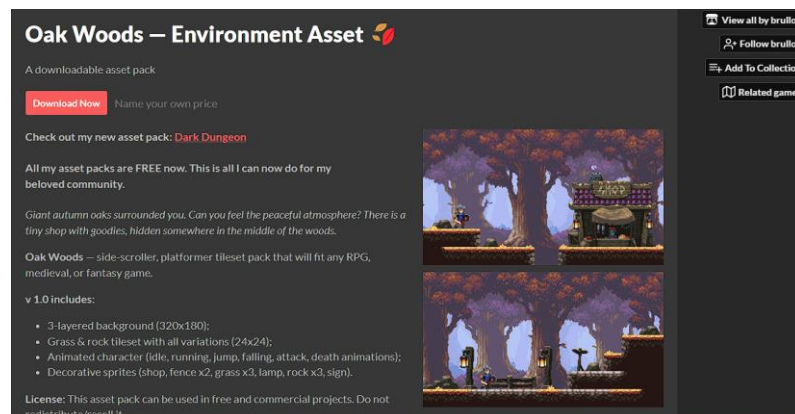 Oak Woods — Environment Asset
A downloadable asset pack
Download Now Name your own price
Check out my new asset pack: Dark Dungeon
All my asset packs are FREE now. This is all I can now do for my
beloved community.
Giant autumn oaks surrounded you. Can you feel the peaceful atmosphere? There is a
tiny shop with goodies, hidden somewhere in the middle of the woods.
Oak Woods — side-scroller, platformer tileset pack that will fit any RPG,
medieval, or fantasy game.
v 1.0 includes:
3-layered background (320x180);
Grass & rock tileset with all variations (24x24);
Animated character (idle, running, jump, falling, attack, death animations);
Decorative sprites (shop, fence x2, grass x3, lamp, rock x3, sign).
License: This asset pack can be used in free and commercial projects. Do not
redistribute/resell it
View all by brullo
Follow brullo
Add To Collectio
Related game